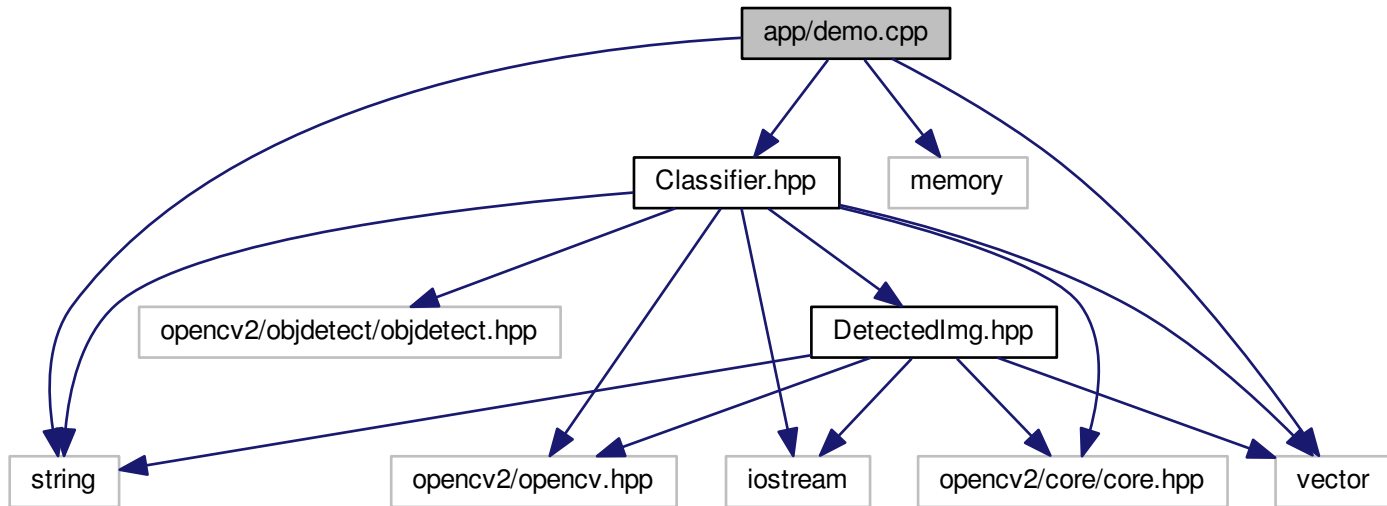 app/demo.cpp
Classifier.hpp
memory
opencv2/objdetect/objdetect.hpp
DetectedImg.hpp
string
opencv2/opencv.hpp
iostream
opencv2/core/core.hpp
vector